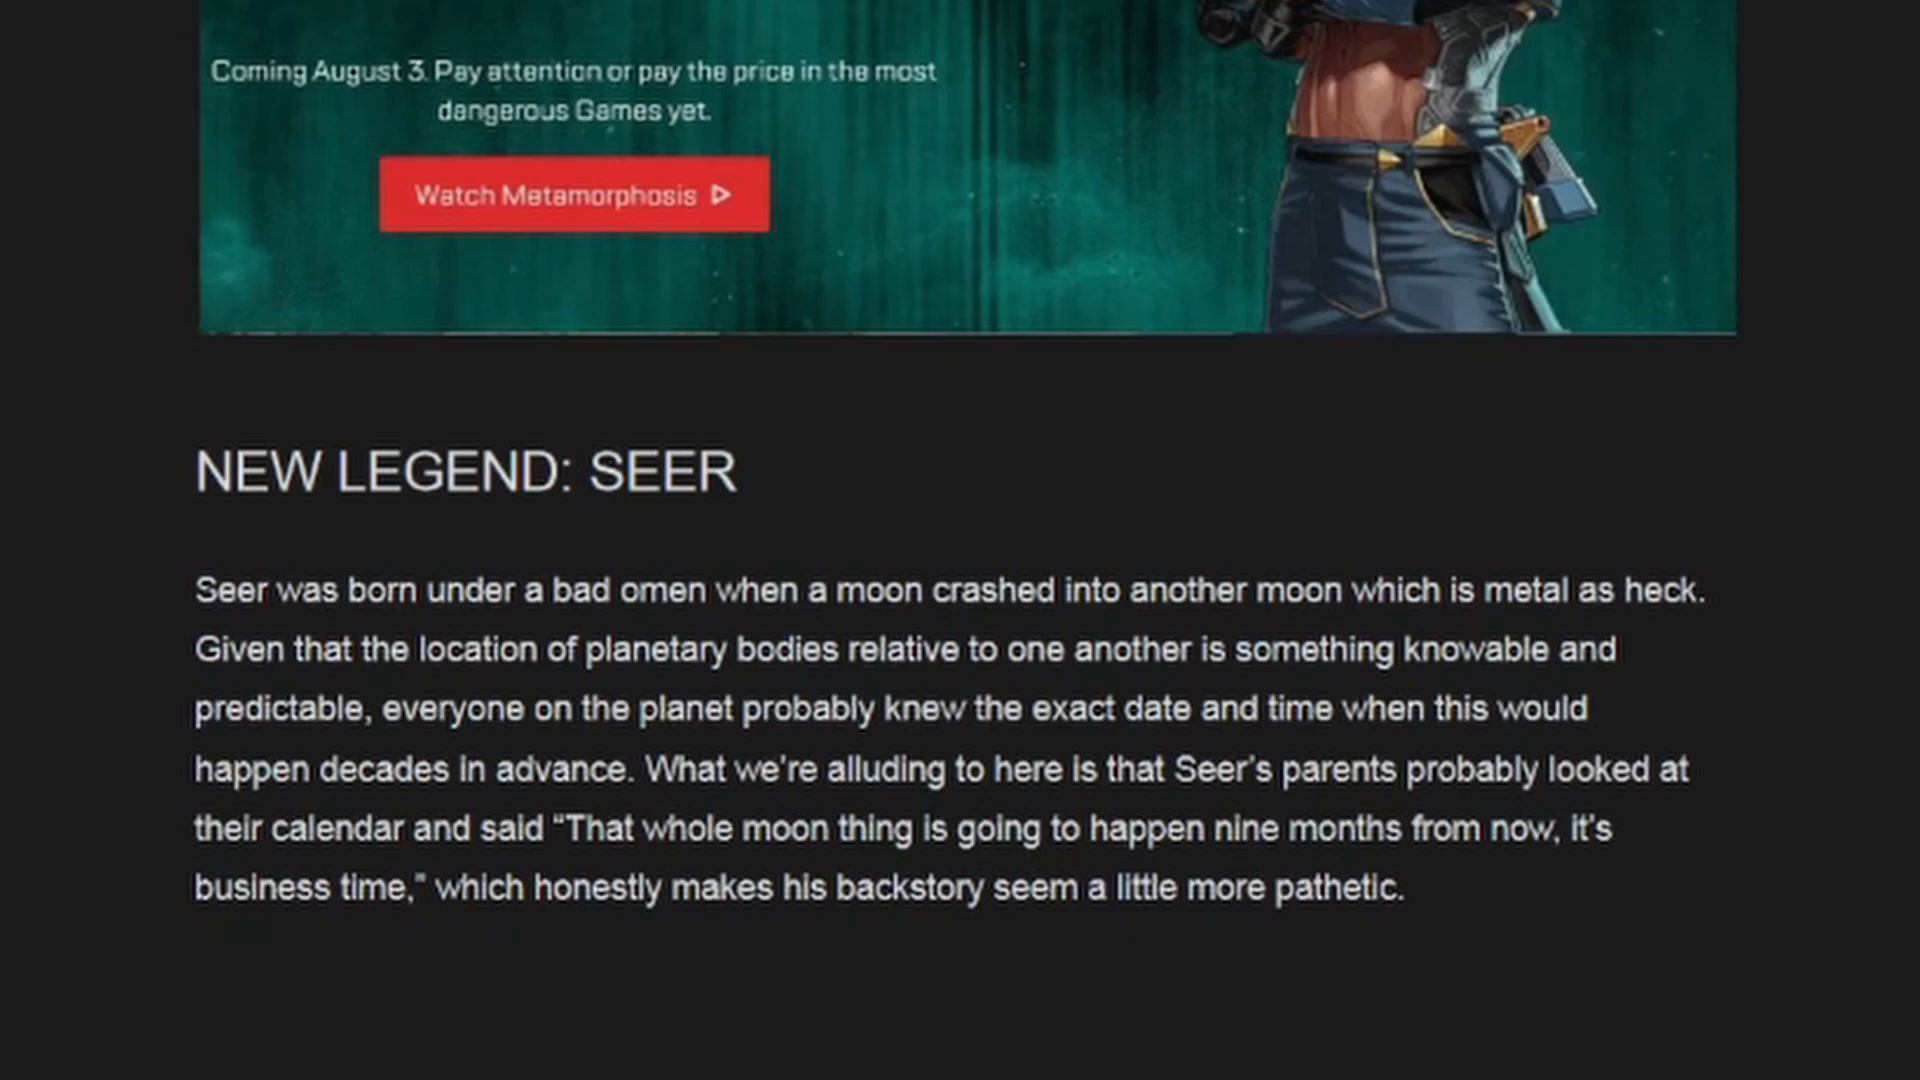 Coming August 3. Pay attention or pay the price in the most
dangerous Games yet.
Watch Metamorphosis
NEW LEGEND: SEER
Seer was born under a bad omen when a moon crashed into another moon which is metal as heck.
Given that the location of planetary bodies relative to one another is something knowable and
predictable, everyone on the planet probably knew the exact date and time when this would
happen decades in advance. What we’re alluding to here is that Seer’s parents probably looked at
their calendar and said “That whole moon thing is going to happen nine months from now, it’s
business time,” which honestly makes his backstory seem a little more pathetic.